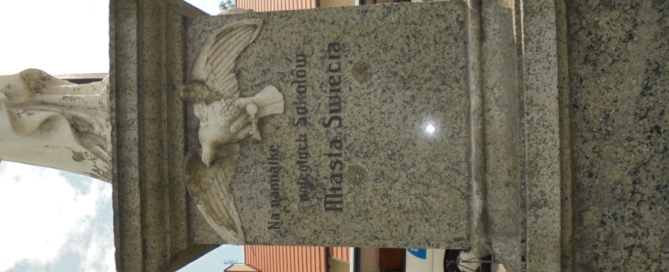 Na pamiątkę
poległych Sokołów
Miasta Świecia